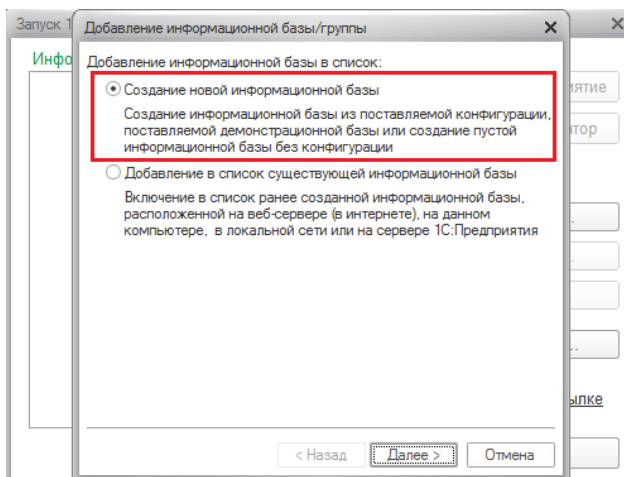 Запуск 1
Добавление информационной базы/группы
Инфо
Добавление информационной базы в список:
Создание новой информационной базы
Создание информационной базы из поставляемой конфигурации,
поставляемой демонстрационной базы или создание пустой
информационной базы без конфигурации
Добавление в список существующей информационной базы
Включение в список ранее созданной информационной базы,
расположенной на веб-сервере (в интернете), на данном
компьютере, в локальной сети или на сервере 1С:Предприятия
ятие
тор
ылке
< Назад
Далее >
Отмена